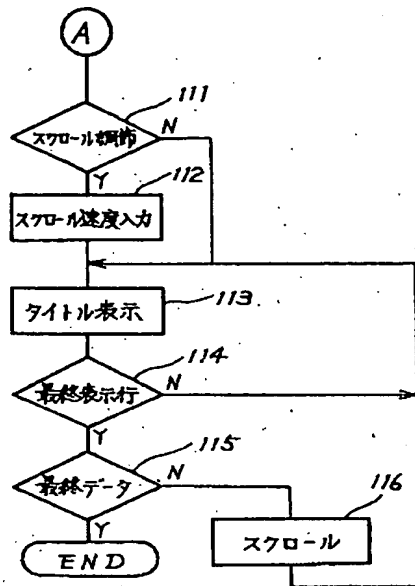 A
111
スクロール調節
N
Y
112
スクロール速度入力
タイトル表示
113
114
最終表示行
N
Y
115
最終データ
N
116
Y
スクロール
END